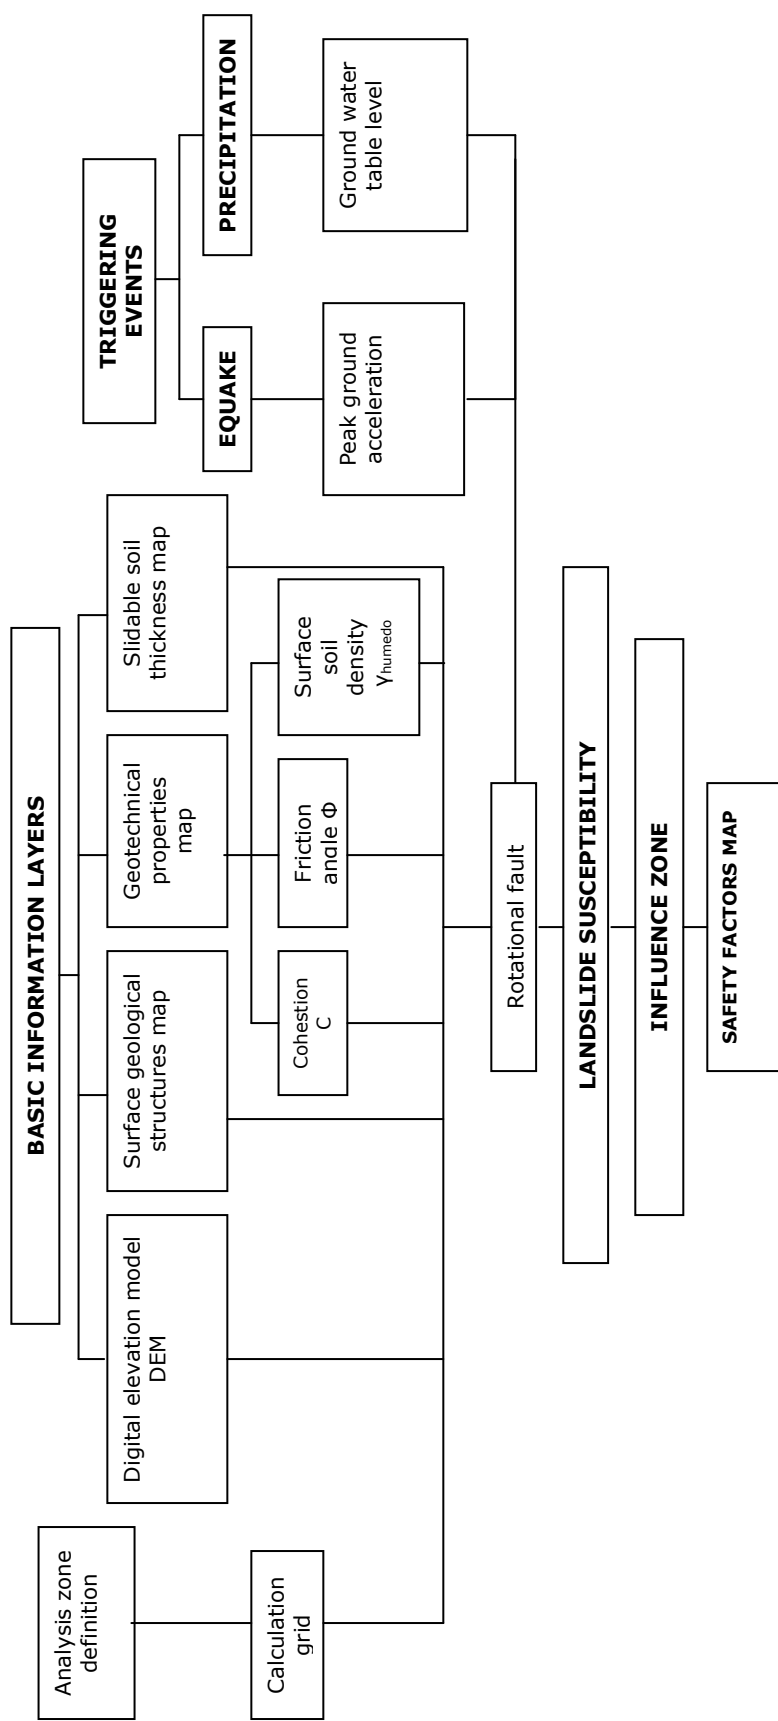 Analysis zone
definition
Calculation
grid
BASIC INFORMATION LAYERS
Digital elevation model
DEM
Surface geological
structures map
Geotechnical
properties
map
Slidable soil
thickness map
Cohestion
C
Friction
angle Φ
Surface
soil
density
γhumedo
TRIGGERING
EVENTS
EQUAKE
PRECIPITATION
Peak ground
acceleration
Ground water
table level
Rotational fault
LANDSLIDE SUSCEPTIBILITY
INFLUENCE ZONE
SAFETY FACTORS MAP